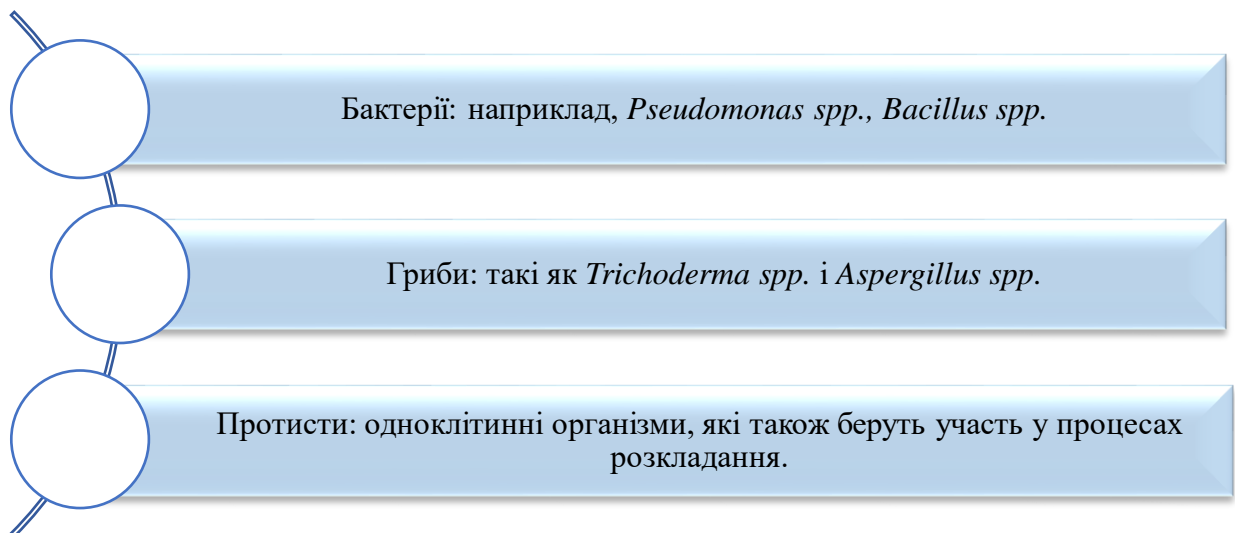 Бактерії: наприклад, Pseudomonas spp., Bacillus spp.
Гриби: такі як Trichoderma spp. і Aspergillus spp.
Протисти: одноклітинні організми, які також беруть участь у процесах
розкладання.